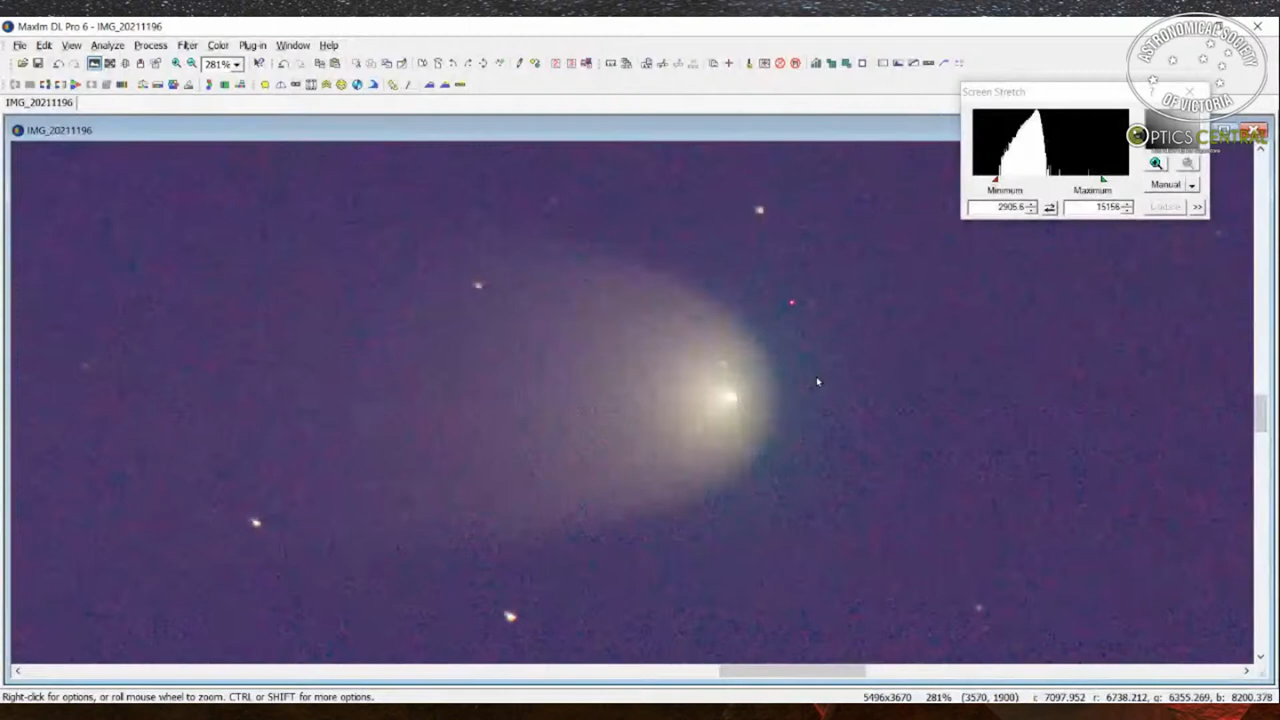 MaxIm DL Pro 6 - IMG_20211196
File Edit View Analyze Process Filter Color Plug-in Window Help
281%
IMG_20211196
IMG_20211196
Screen Stretch
Minimum Maximum Manual
2905.6 15156 Update >>
ASTRONOMICAL SOCIETY
OF VICTORIA
OPTICS CENTRAL
Right-click for options, or roll mouse wheel to zoom. CTRL or SHIFT for more options.
5496x3670 281% (3570, 1900) c: 7097.952 r: 6738.212, g: 6355.269, b: 8200.378